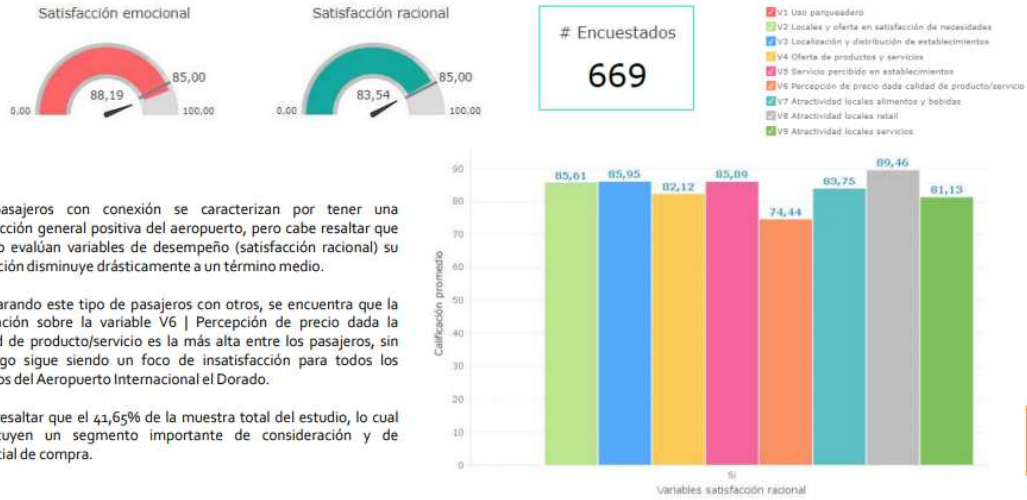 Satisfacción emocional
85,00
88,19
0,00
100,00
Satisfacción racional
85,00
83,54
0,00
100,00
# Encuestados
669
V1 Uso parqueadero
V2 Locales y oferta en satisfacción de necesidades
V3 Localización y distribución de establecimientos
V4 Oferta de productos y servicios
V5 Servicio percibido en establecimientos
V6 Percepción de precio dada calidad de producto/servicio
V7 Atractividad locales alimentos y bebidas
V8 Atractividad locales retail
V9 Atractividad locales servicios
asajeros con conexión se caracterizan por tener una
cción general positiva del aeropuerto, pero cabe resaltar que
o evalúan variables de desempeño (satisfacción racional) su
ción disminuye drásticamente a un término medio.
arando este tipo de pasajeros con otros, se encuentra que la
ación sobre la variable V6 | Percepción de precio dada la
d de producto/servicio es la más alta entre los pasajeros, sin
go sigue siendo un foco de insatisfacción para todos los
os del Aeropuerto Internacional el Dorado.
resaltar que el 41,65% de la muestra total del estudio, lo cual
tuyen un segmento importante de consideración y de
cial de compra.
Calificación promedio
90
80
60
50
40
30
20
10
0
85,61
85,95
82,12
85,89
74,44
83,75
89,46
81,13
Si
Variables satisfacción racional